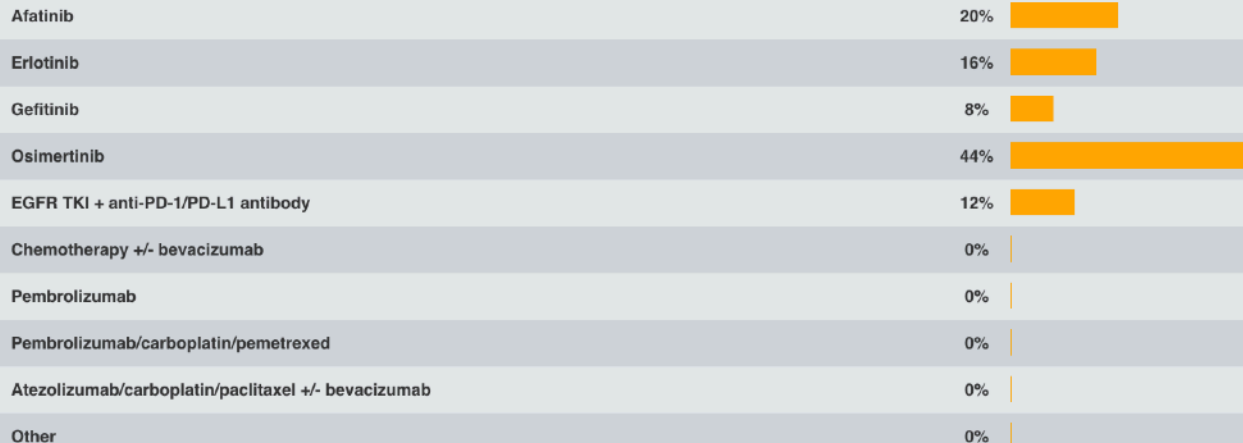 Afatinib 20%
Erlotinib 16%
Gefitinib 8%
Osimertinib 44%
EGFR TKI + anti-PD-1/PD-L1 antibody 12%
Chemotherapy +/- bevacizumab 0%
Pembrolizumab 0%
Pembrolizumab/carboplatin/pemetrexed 0%
Atezolizumab/carboplatin/paclitaxel +/- bevacizumab 0%
Other 0%